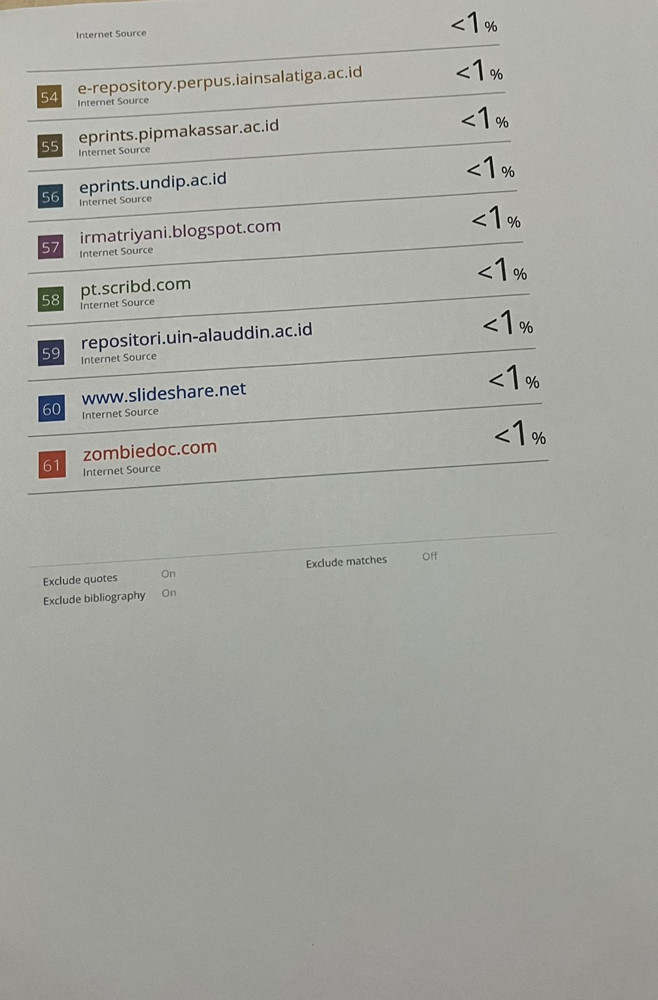 Internet Source
<1%
54 e-repository.perpus.iainsalatiga.ac.id <1%
Internet Source
55 eprints.pipmakassar.ac.id <1%
Internet Source
56 eprints.undip.ac.id <1%
Internet Source
57 irmatriyani.blogspot.com <1%
Internet Source
58 pt.scribd.com <1%
Internet Source
59 repositori.uin-alauddin.ac.id <1%
Internet Source
60 www.slideshare.net <1%
Internet Source
61 zombiedoc.com <1%
Internet Source
Exclude quotes On Exclude matches Off
Exclude bibliography On